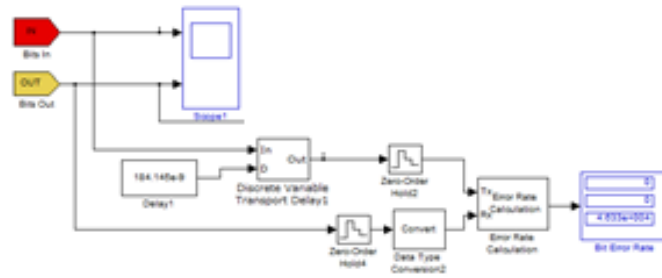 IN
Bits In
OUT
Bits Out
Scope1
In
D
Out
184.145e-9
Delay1
Discrete Variable
Transport Delay1
Zero-Order
Hold2
Zero-Order
Hold4
Convert
Data Type
Conversion2
Tx
Rx
Error Rate
Calculation
Error Rate
Calculation
0
0
4.633e+004
Bit Error Rate